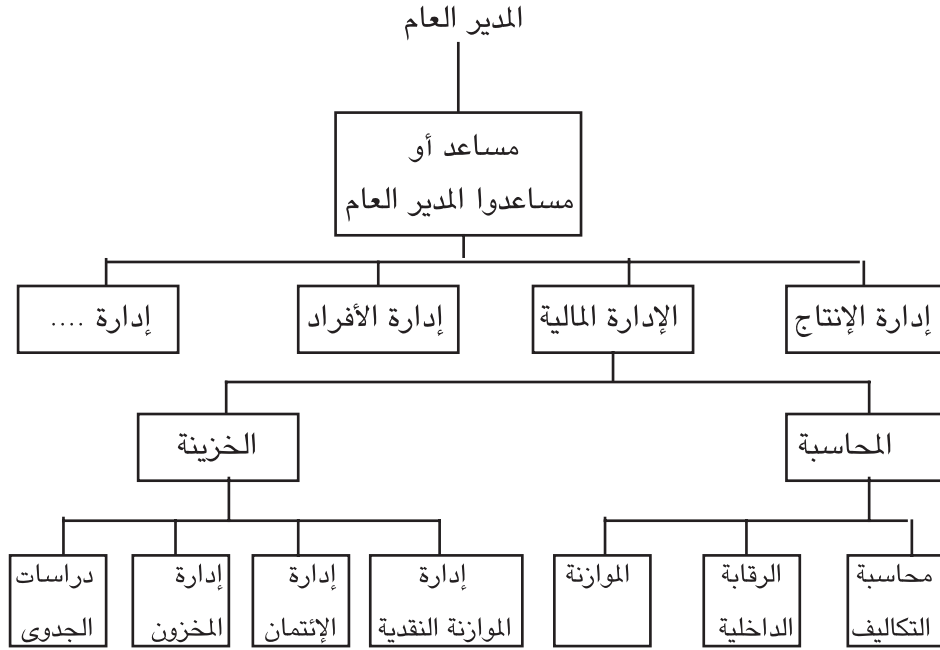 المدير العام
مساعد أو
مساعدوا المدير العام
إدارة الإنتاج
الإدارة المالية
إدارة الأفراد
إدارة ....
المحاسبة
الخزينة
محاسبة
التكاليف
الرقابة
الداخلية
الموازنة
إدارة
الموازنة النقدية
إدارة
الإئتمان
إدارة
المخزون
دراسات
الجدوى